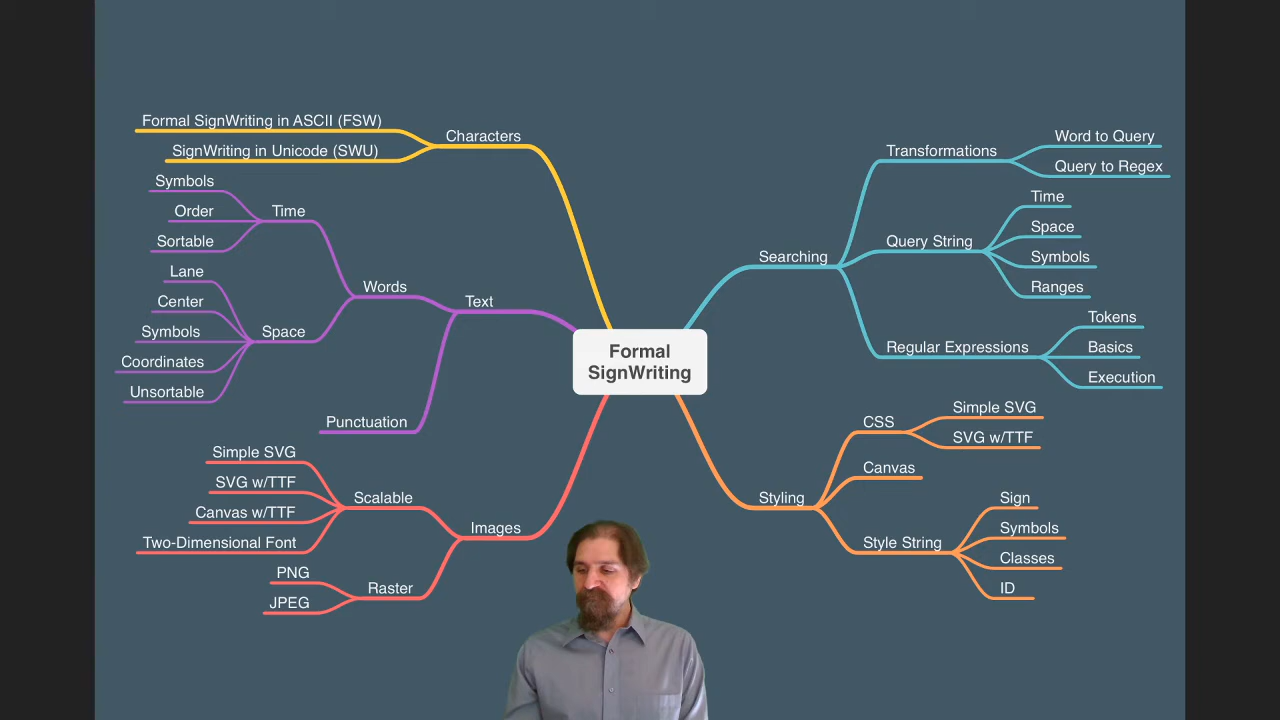 Formal SignWriting in ASCII (FSW)
SignWriting in Unicode (SWU)
Characters
Symbols
Order
Sortable
Time
Lane
Center
Symbols
Coordinates
Unsortable
Space
Words
Text
Punctuation
Simple SVG
SVG w/TTF
Canvas w/TTF
Two-Dimensional Font
Scalable
PNG
JPEG
Raster
Images
Formal
SignWriting
Searching
Transformations
Word to Query
Query to Regex
Query String
Time
Space
Symbols
Ranges
Regular Expressions
Tokens
Basics
Execution
Styling
CSS
Simple SVG
SVG w/TTF
Canvas
Style String
Sign
Symbols
Classes
ID